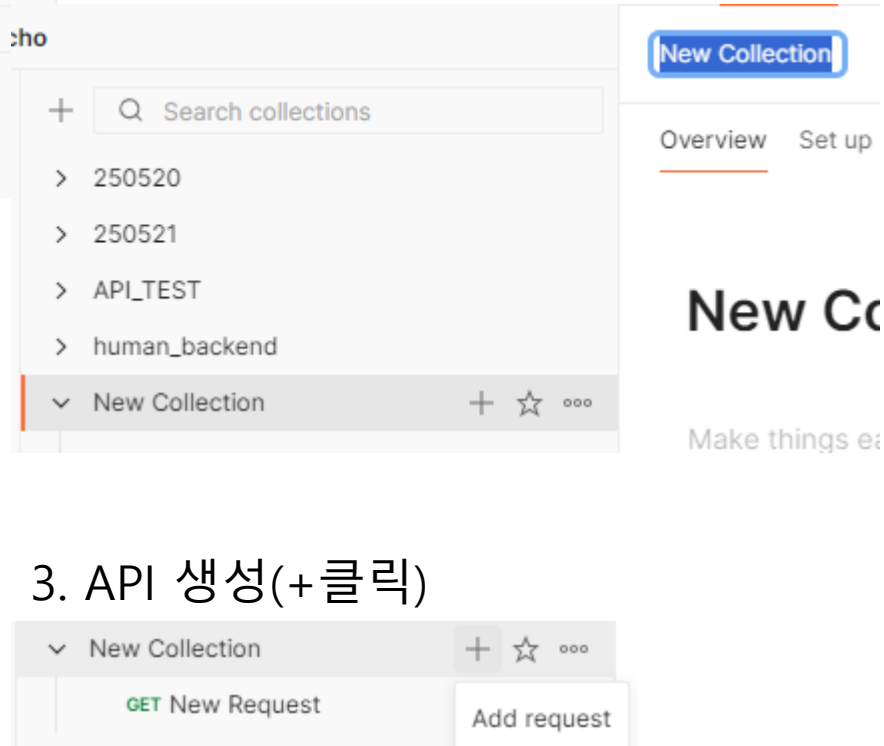 cho
New Collection
Search collections
Overview Set up
250520
250521
API_TEST
human_backend
New Collection
New Co
Make things ea
3. API 생성(+클릭)
New Collection
GET New Request
Add request